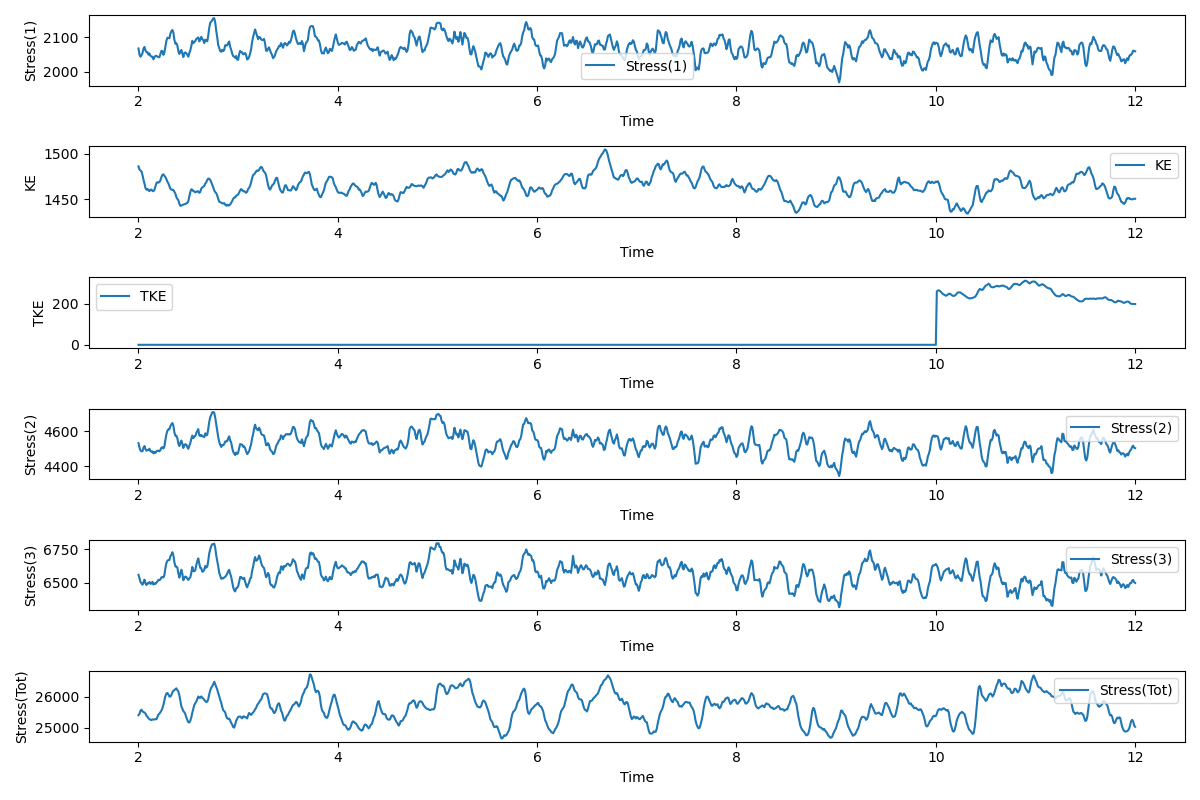 Stress(1)
2100
2000
Stress(1)
2 4 6 8 10 12
Time
KE
1500
1450
KE
2 4 6 8 10 12
Time
TKE
200
0
TKE
2 4 6 8 10 12
Time
Stress(2)
4600
4400
Stress(2)
2 4 6 8 10 12
Time
Stress(3)
6750
6500
Stress(3)
2 4 6 8 10 12
Time
Stress(Tot)
26000
25000
Stress(Tot)
2 4 6 8 10 12
Time